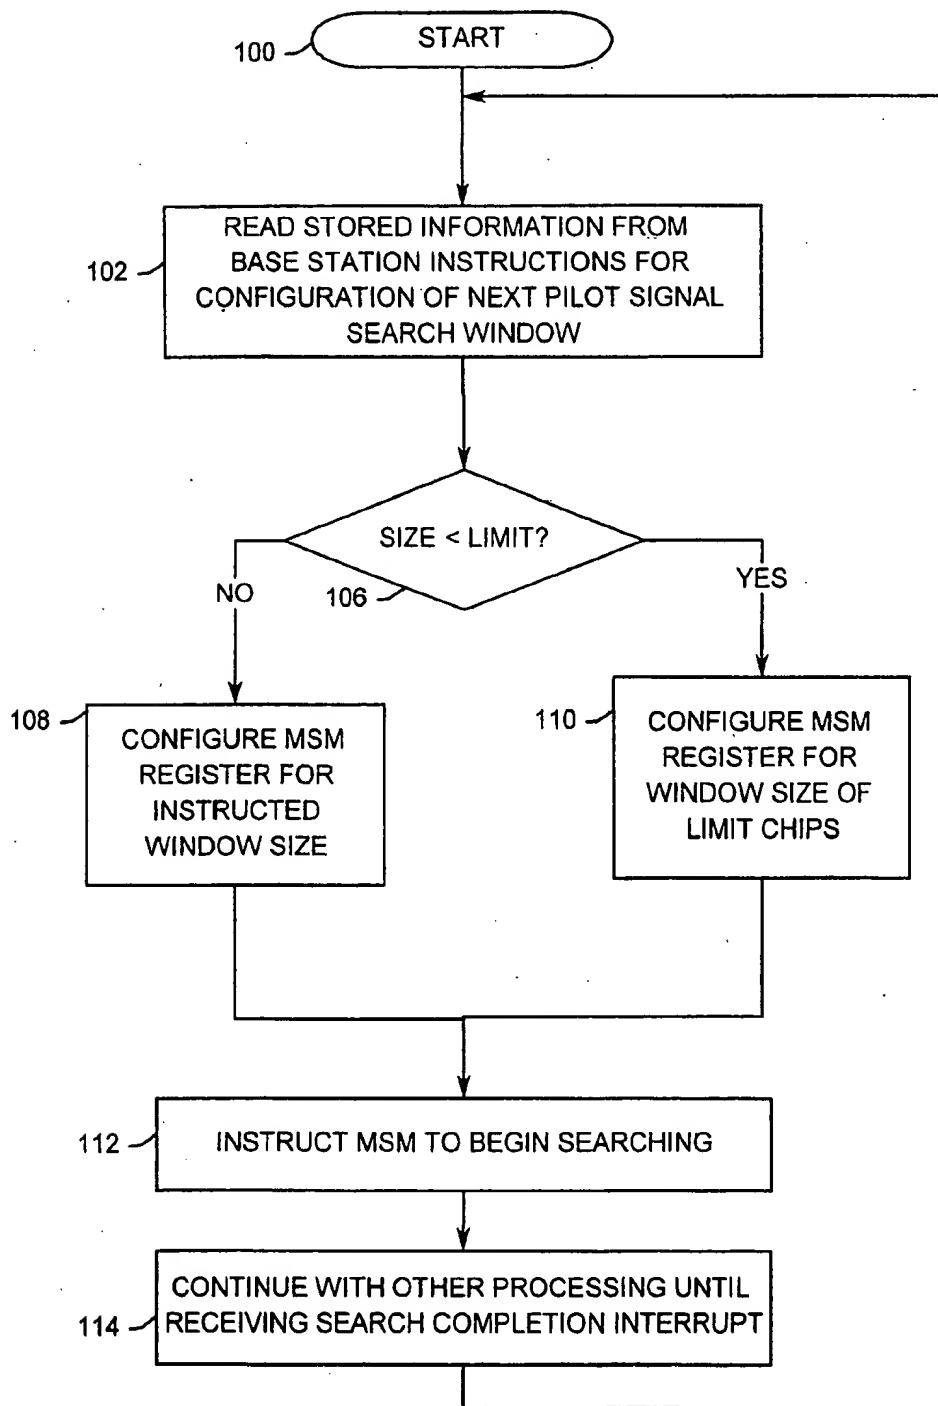 START
100
READ STORED INFORMATION FROM
BASE STATION INSTRUCTIONS FOR
CONFIGURATION OF NEXT PILOT SIGNAL
SEARCH WINDOW
102
SIZE < LIMIT?
106
NO
YES
108
CONFIGURE MSM
REGISTER FOR
INSTRUCTED
WINDOW SIZE
110
CONFIGURE MSM
REGISTER FOR
WINDOW SIZE OF
LIMIT CHIPS
112
INSTRUCT MSM TO BEGIN SEARCHING
CONTINUE WITH OTHER PROCESSING UNTIL
RECEIVING SEARCH COMPLETION INTERRUPT
114